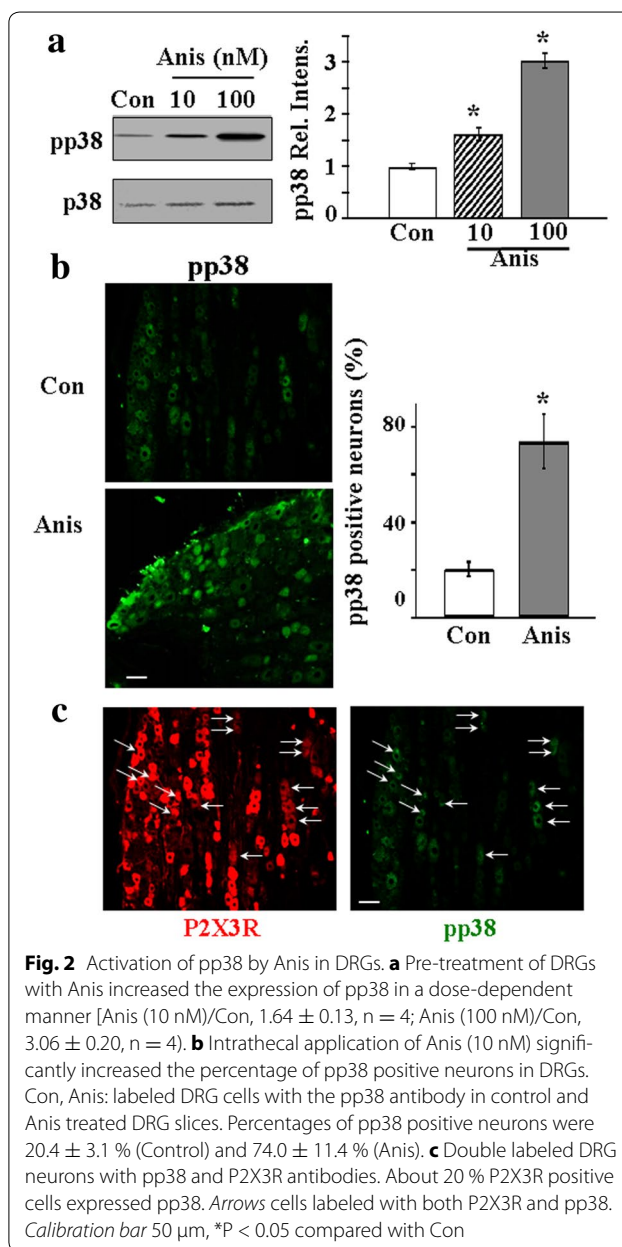 a
Anis (nM)
Con 10 100
pp38
p38
pp38 Rel. Intens.
3
2
1
0
*
*
Con 10 100
Anis
b
pp38
Con
Anis
pp38 positive neurons (%)
80
40
0
*
Con Anis
c
P2X3R
pp38
Fig. 2 Activation of pp38 by Anis in DRGs. a Pre-treatment of DRGs
with Anis increased the expression of pp38 in a dose-dependent
manner [Anis (10 nM)/Con, 1.64 ± 0.13, n = 4; Anis (100 nM)/Con,
3.06 ± 0.20, n = 4). b Intrathecal application of Anis (10 nM) signifi-
cantly increased the percentage of pp38 positive neurons in DRGs.
Con, Anis: labeled DRG cells with the pp38 antibody in control and
Anis treated DRG slices. Percentages of pp38 positive neurons were
20.4 ± 3.1 % (Control) and 74.0 ± 11.4 % (Anis). c Double labeled DRG
neurons with pp38 and P2X3R antibodies. About 20 % P2X3R positive
cells expressed pp38. Arrows cells labeled with both P2X3R and pp38.
Calibration bar 50 μm, *P < 0.05 compared with Con